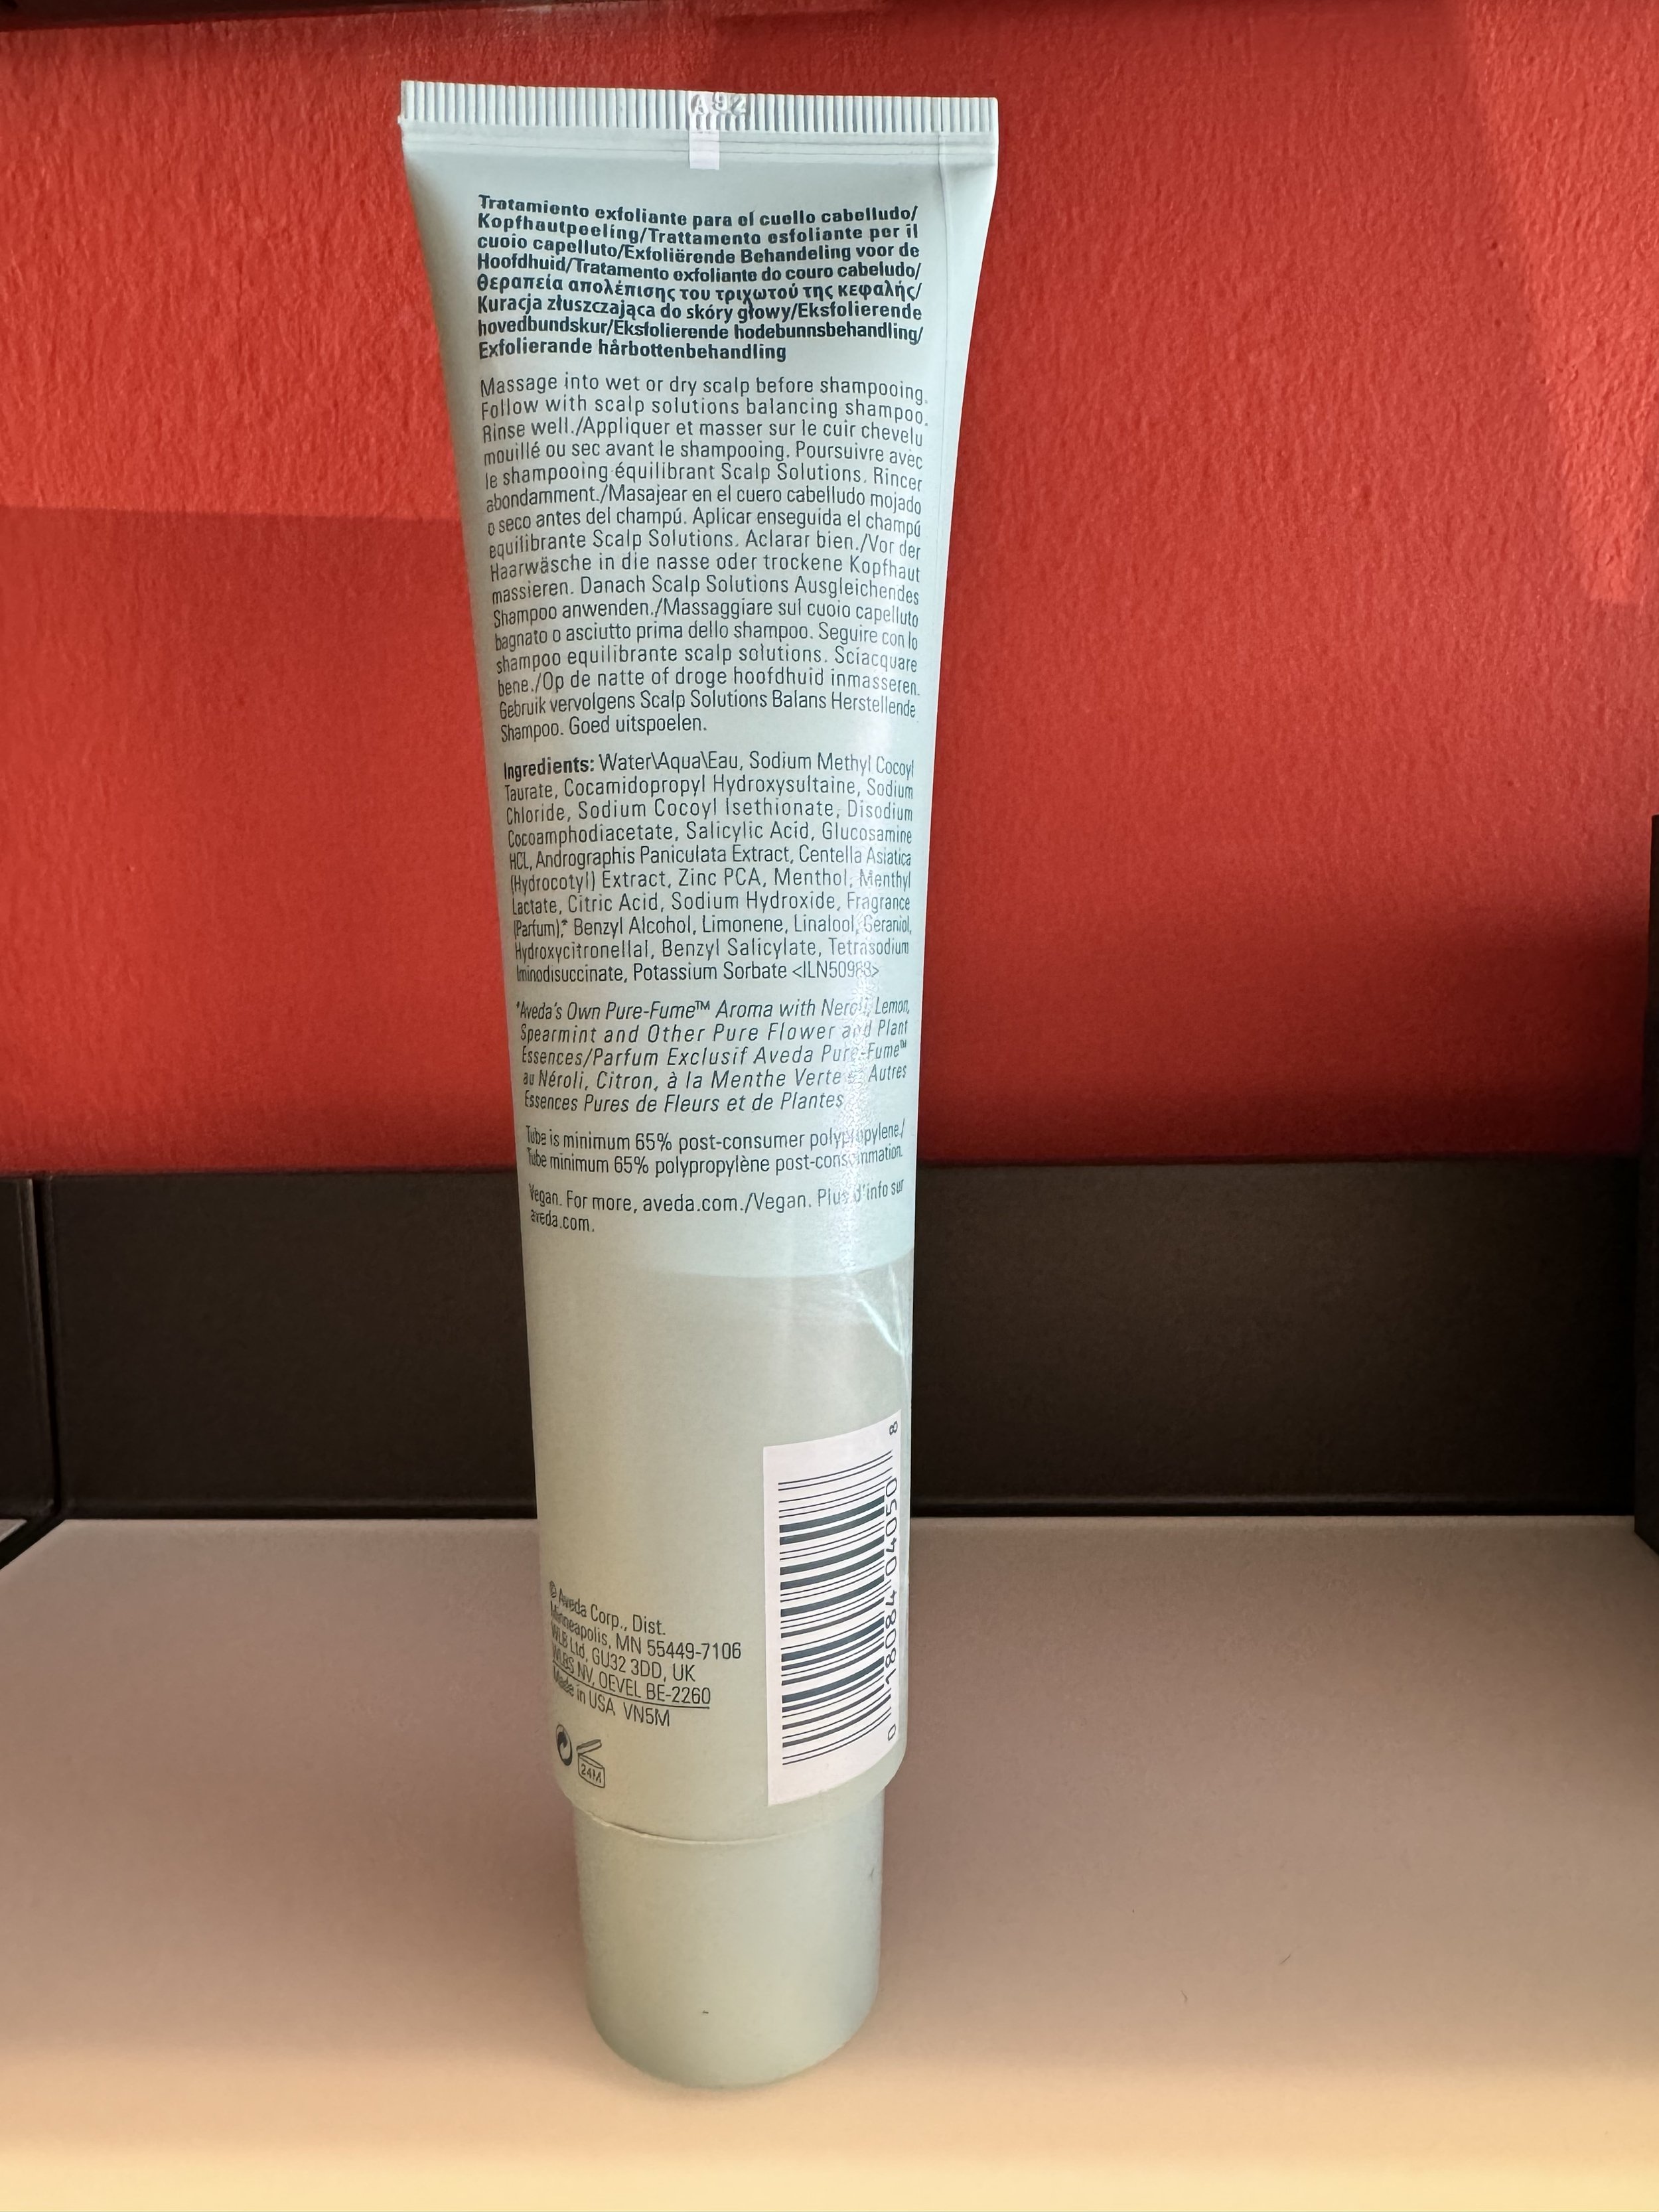 A92
Tratamiento exfoliante para el cuello cabelludo/
Kopfhautpeeling/Trattamento esfoliante per il
cuoio capelluto/Exfoliërende Behandeling voor de
Hoofdhuid/Tratamento exfoliante do couro cabeludo/
Θεραπεία απολέπισης του τριχωτού της κεφαλής/
Kuracja złuszczająca do skóry głowy/Eksfolierende
hovedbundskur/Eksfolierende hodebunnsbehandling/
Exfolierande hårbottenbehandling
Massage into wet or dry scalp before shampooing.
Follow with scalp solutions balancing shampoo.
Rinse well./Appliquer et masser sur le cuir chevelu
mouillé ou sec avant le shampooing. Poursuivre avec
le shampooing équilibrant Scalp Solutions. Rincer
abondamment./Masajear en el cuero cabelludo mojado
o seco antes del champú. Aplicar enseguida el champú
equilibrante Scalp Solutions. Aclarar bien./Vor der
Haarwäsche in die nasse oder trockene Kopfhaut
massieren. Danach Scalp Solutions Ausgleichendes
Shampoo anwenden./Massaggiare sul cuoio capelluto
bagnato o asciutto prima dello shampoo. Seguire con lo
shampoo equilibrante scalp solutions. Sciacquare
bene./Op de natte of droge hoofdhuid inmasseren.
Gebruik vervolgens Scalp Solutions Balans Herstellende
Shampoo. Goed uitspoelen.
Ingredients: Water\Aqua\Eau, Sodium Methyl Cocoyl
Taurate, Cocamidopropyl Hydroxysultaine, Sodium
Chloride, Sodium Cocoyl Isethionate, Disodium
Cocoamphodiacetate, Salicylic Acid, Glucosamine
HCL, Andrographis Paniculata Extract, Centella Asiatica
(Hydrocotyl) Extract, Zinc PCA, Menthol, Menthyl
Lactate, Citric Acid, Sodium Hydroxide, Fragrance
(Parfum),* Benzyl Alcohol, Limonene, Linalool, Geraniol,
Hydroxycitronellal, Benzyl Salicylate, Tetrasodium
Iminodisuccinate, Potassium Sorbate
*Aveda's Own Pure-Fume™ Aroma with Neroli, Lemon,
Spearmint and Other Pure Flower and Plant
Essences/Parfum Exclusif Aveda Pure-Fume™
au Néroli, Citron, à la Menthe Verte et Autres
Essences Pures de Fleurs et de Plantes
Tube is minimum 65% post-consumer polypropylene/
Tube minimum 65% polypropylène post-consommation.
Vegan. For more, aveda.com./Vegan. Plus d'info sur
aveda.com.
© Aveda Corp., Dist.
Minneapolis, MN 55449-7106
WLB Ltd, GU32 3DD, UK
WLBS NV, OEVEL BE-2260
Made in USA VN5M
24M
0 18084 04050 8